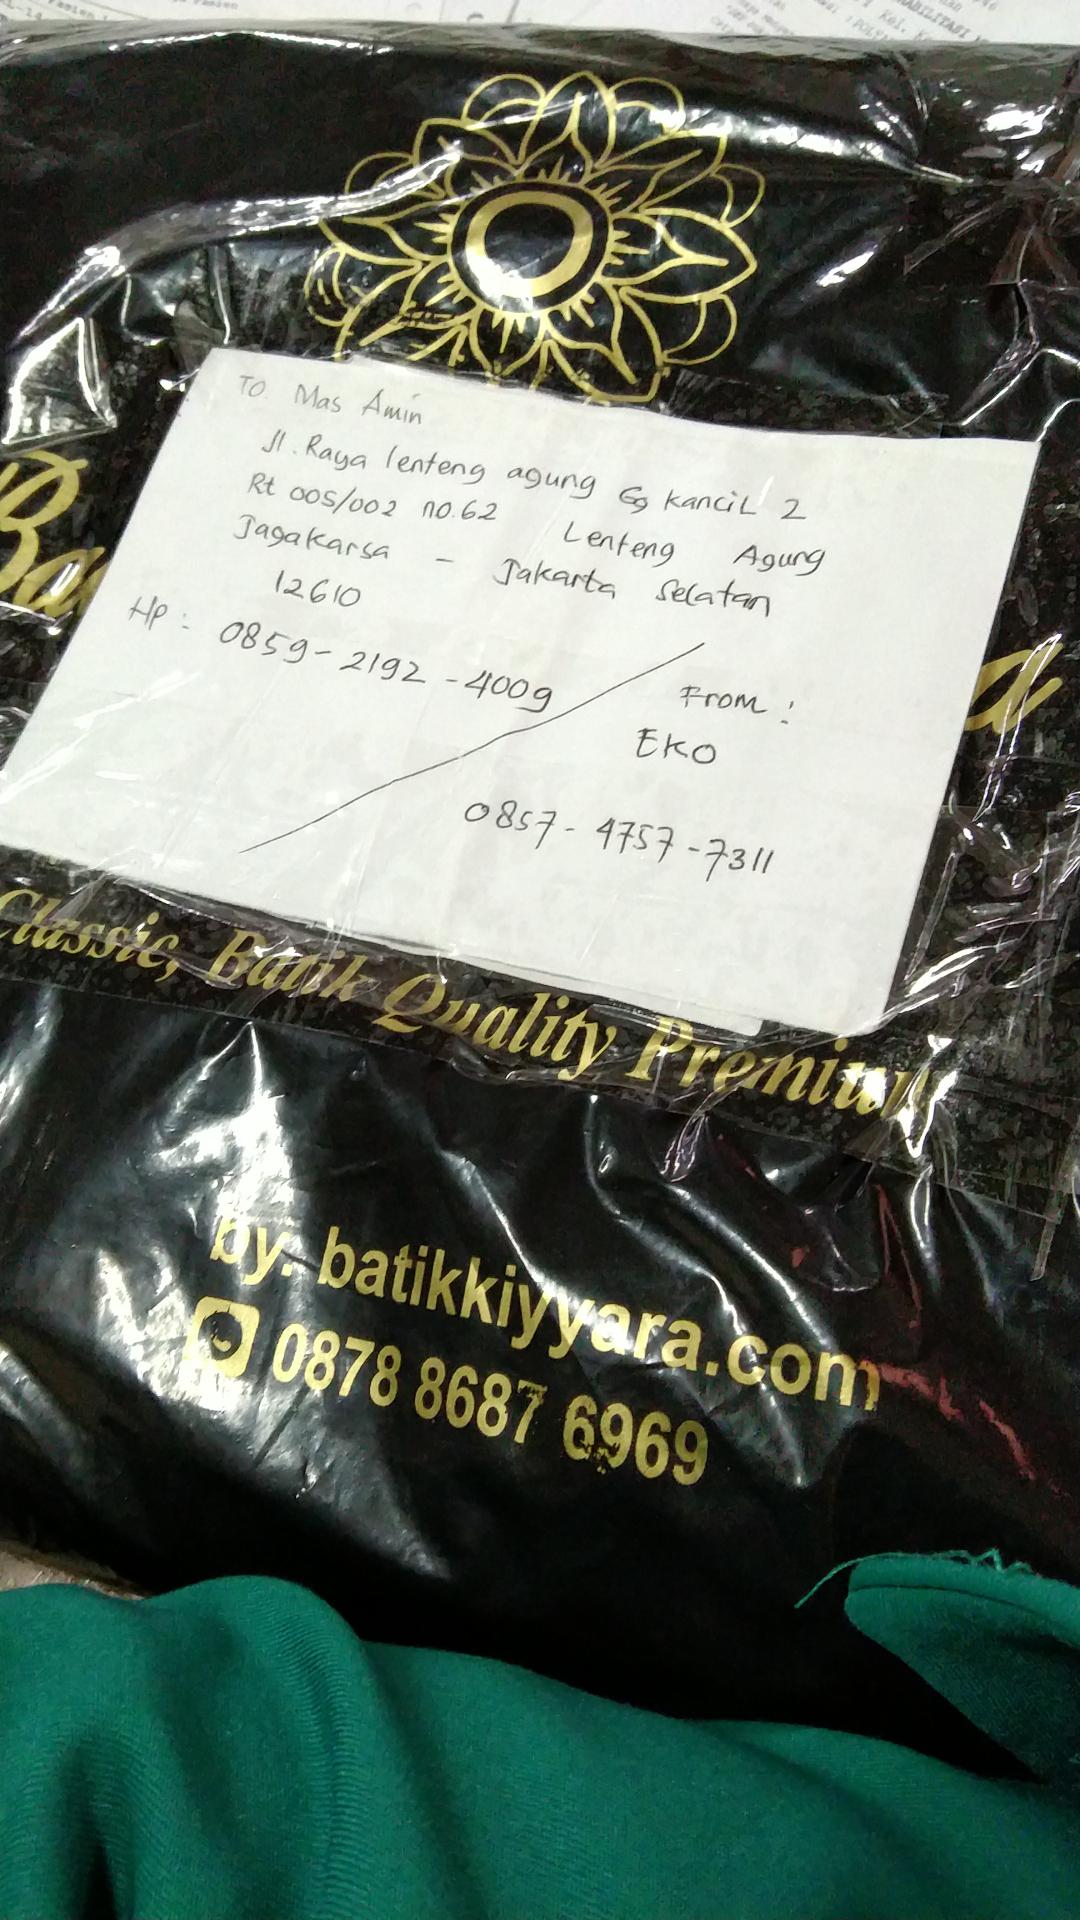 TO. Mas Amin
Jl. Raya lenteng agung Gg KanciL 2
Rt 005/002 no.62 Lenteng Agung
Jagakarsa - Jakarta Selatan
12610
Hp : 0859-2192-4009
From :
EKO
0857-4757-7311
Classic, Batik Quality Premium
by: batikkiyyara.com
0878 8687 6969